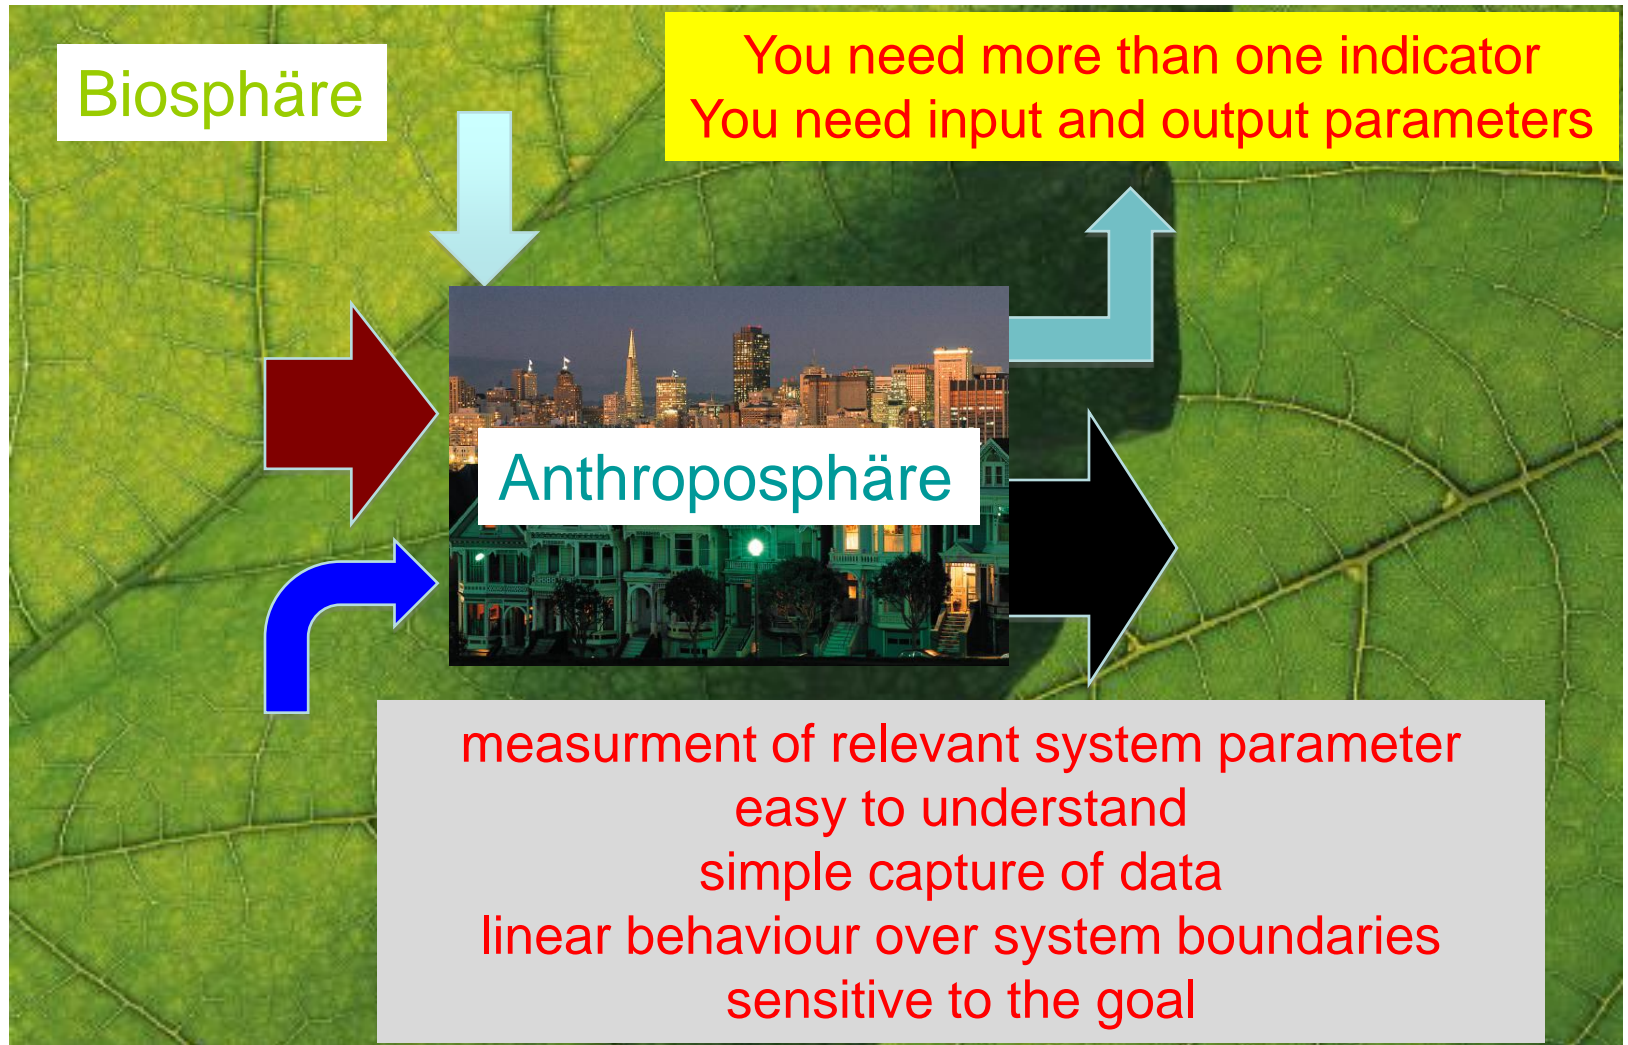 Biosphäre
You need more than one indicator
You need input and output parameters
Anthroposphäre
measurment of relevant system parameter
easy to understand
simple capture of data
linear behaviour over system boundaries
sensitive to the goal